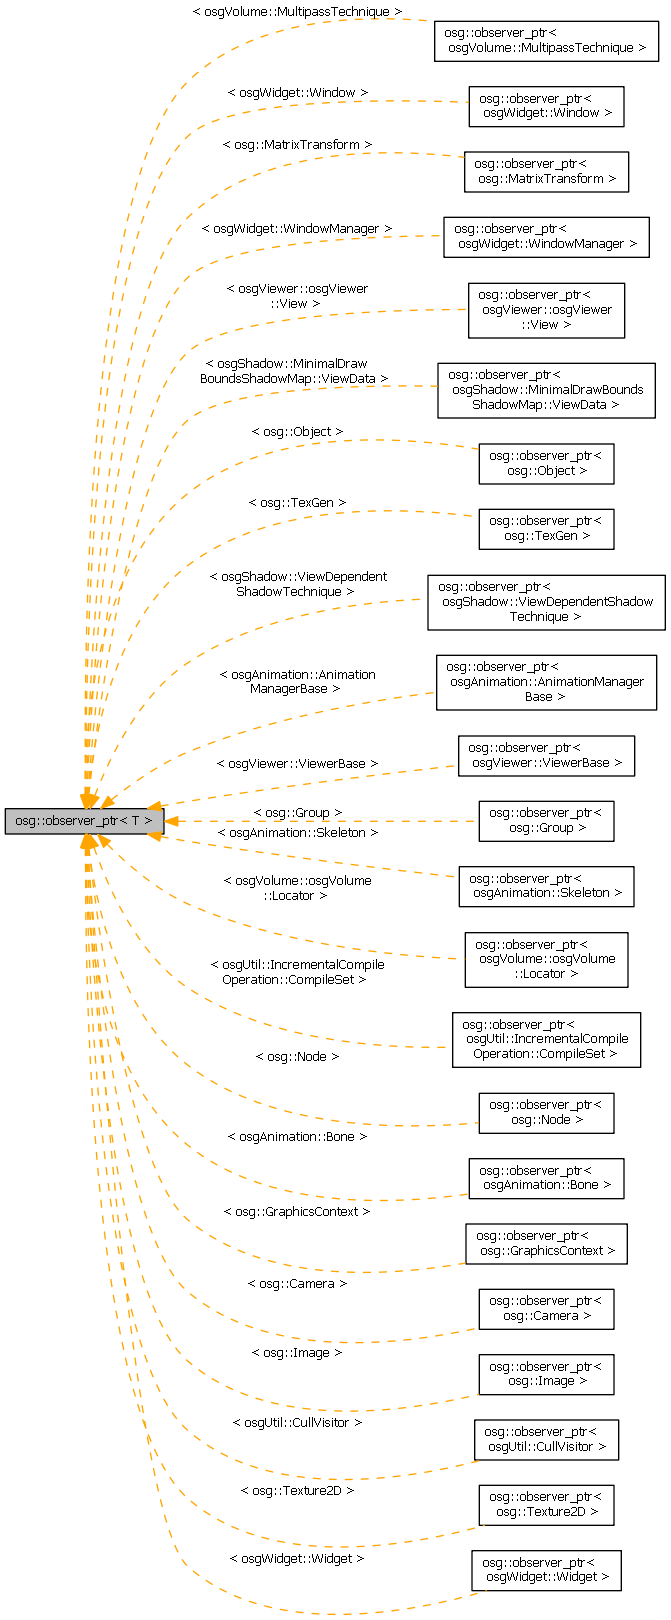 < osgVolume::MultipassTechnique >
osg::observer_ptr<
osgVolume::MultipassTechnique >
< osgWidget::Window >
osg::observer_ptr<
osgWidget::Window >
< osg::MatrixTransform >
osg::observer_ptr<
osg::MatrixTransform >
< osgWidget::WindowManager >
osg::observer_ptr<
osgWidget::WindowManager >
< osgViewer::osgViewer
::View >
osg::observer_ptr<
osgViewer::osgViewer
::View >
< osgShadow::MinimalDraw
BoundsShadowMap::ViewData >
osg::observer_ptr<
osgShadow::MinimalDrawBounds
ShadowMap::ViewData >
< osg::Object >
osg::observer_ptr<
osg::Object >
< osg::TexGen >
osg::observer_ptr<
osg::TexGen >
< osgShadow::ViewDependent
ShadowTechnique >
osg::observer_ptr<
osgShadow::ViewDependentShadow
Technique >
< osgAnimation::Animation
ManagerBase >
osg::observer_ptr<
osgAnimation::AnimationManager
Base >
< osgViewer::ViewerBase >
osg::observer_ptr<
osgViewer::ViewerBase >
osg::observer_ptr< T >
< osg::Group >
osg::observer_ptr<
osg::Group >
< osgAnimation::Skeleton >
osg::observer_ptr<
osgAnimation::Skeleton >
< osgVolume::osgVolume
::Locator >
osg::observer_ptr<
osgVolume::osgVolume
::Locator >
< osgUtil::IncrementalCompile
Operation::CompileSet >
osg::observer_ptr<
osgUtil::IncrementalCompile
Operation::CompileSet >
< osg::Node >
osg::observer_ptr<
osg::Node >
< osgAnimation::Bone >
osg::observer_ptr<
osgAnimation::Bone >
< osg::GraphicsContext >
osg::observer_ptr<
osg::GraphicsContext >
< osg::Camera >
osg::observer_ptr<
osg::Camera >
< osg::Image >
osg::observer_ptr<
osg::Image >
< osgUtil::CullVisitor >
osg::observer_ptr<
osgUtil::CullVisitor >
< osg::Texture2D >
osg::observer_ptr<
osg::Texture2D >
< osgWidget::Widget >
osg::observer_ptr<
osgWidget::Widget >